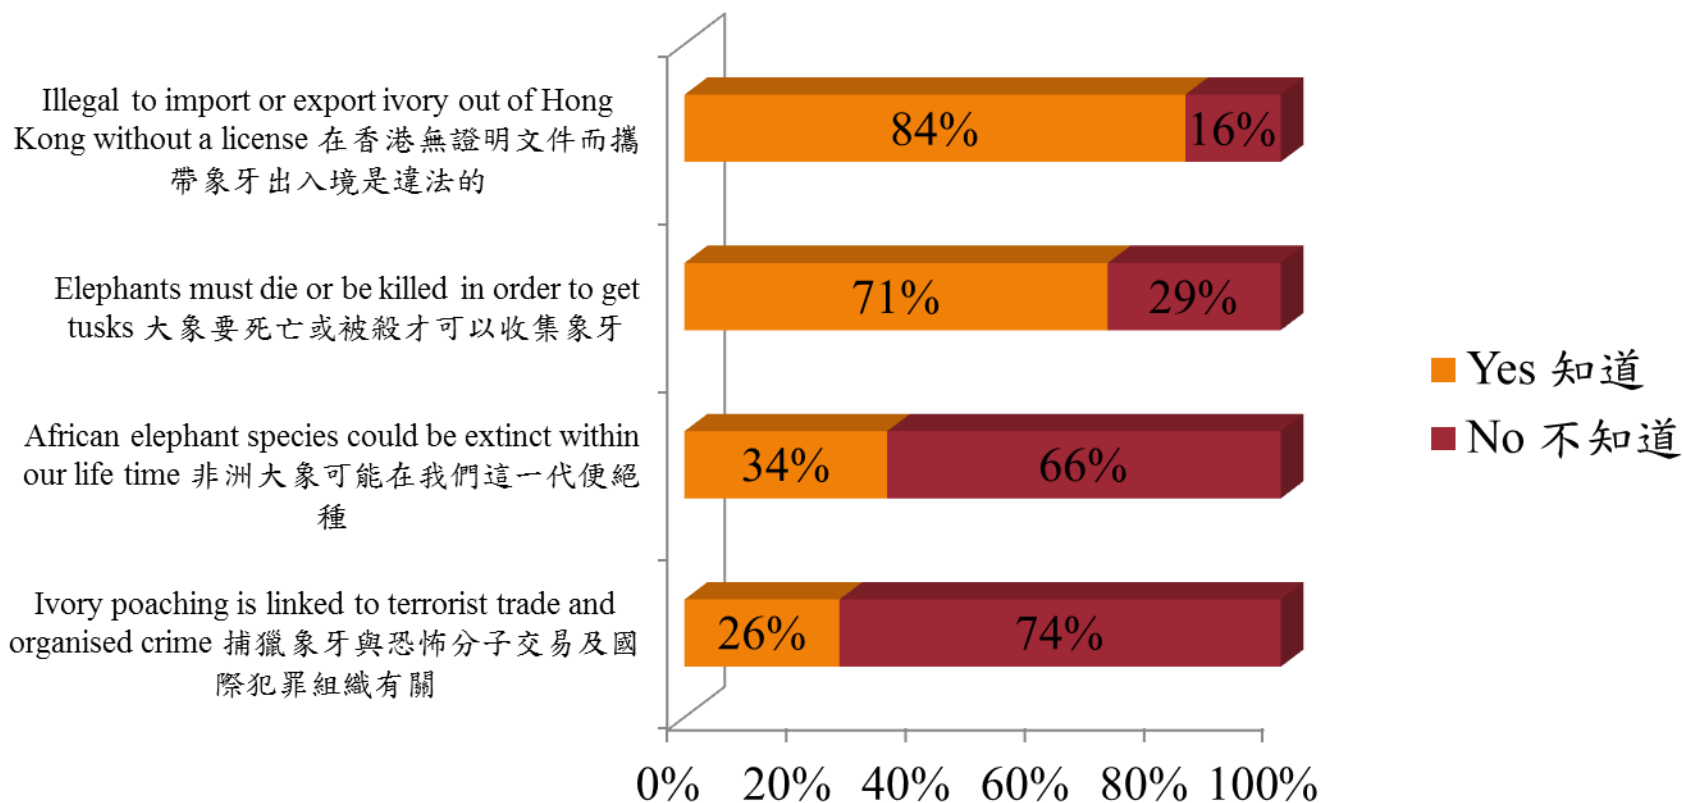 Illegal to import or export ivory out of Hong
Kong without a license 在香港無證明文件而攜
帶象牙出入境是違法的
84%
16%
Elephants must die or be killed in order to get
tusks 大象要死亡或被殺才可以收集象牙
71%
29%
African elephant species could be extinct within
our life time 非洲大象可能在我們這一代便絕
種
34%
66%
Ivory poaching is linked to terrorist trade and
organised crime 捕獵象牙與恐怖分子交易及國
際犯罪組織有關
26%
74%
0% 20% 40% 60% 80% 100%
Yes 知道
No 不知道